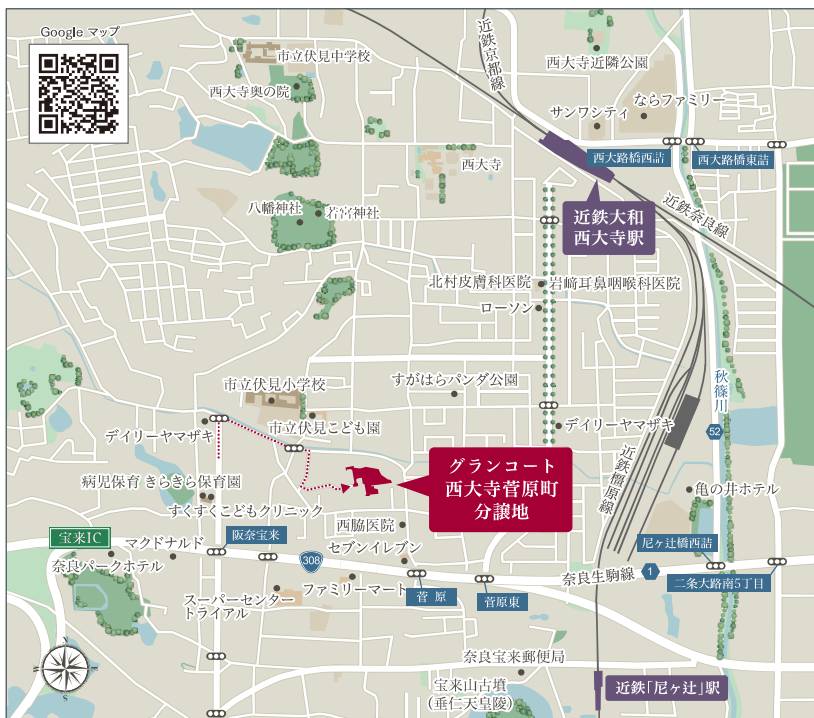 Google マップ
市立伏見中学校
西大寺奥の院
近鉄京都線
西大寺近隣公園
サンワシティ
ならファミリー
西大路橋西詰
西大路橋東詰
西大寺
近鉄大和
西大寺駅
近鉄奈良線
八幡神社
若宮神社
北村皮膚科医院
岩﨑耳鼻咽喉科医院
ローソン
市立伏見小学校
すがはらパンダ公園
秋篠川
市立伏見こども園
デイリーヤマザキ
デイリーヤマザキ
52
近鉄橿原線
グランコート
西大寺菅原町
分譲地
病児保育 きらきら保育園
すくすくこどもクリニック
亀の井ホテル
西脇医院
宝来IC
マクドナルド
阪奈宝来
セブンイレブン
尼ヶ辻橋西詰
奈良パークホテル
308
ファミリーマート
菅 原
菅原東
奈良生駒線
1
二条大路南5丁目
スーパーセンター
トライアル
奈良宝来郵便局
宝来山古墳
(垂仁天皇陵)
近鉄「尼ヶ辻」駅
N
W
E
S